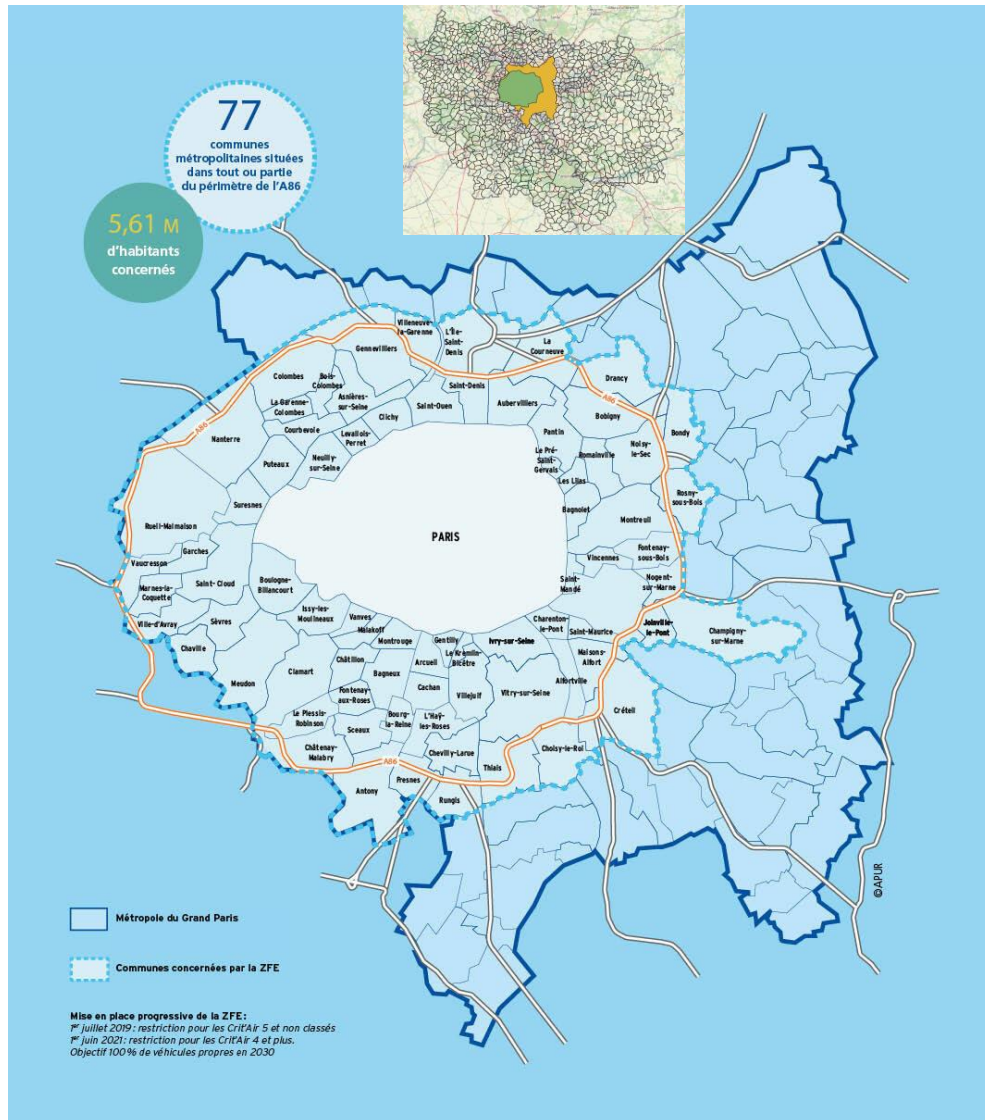 77
communes
métropolitaines situées
dans tout ou partie
du périmètre de l'A86
5,61 M
d'habitants
concernés
Villeneuve-
la-Garenne
L'Île-
Saint-
Denis
La
Courneuve
Gennevilliers
Colombes
Bois-
Colombes
Asnières-
sur-Seine
Saint-Denis
Drancy
La Garenne-
Colombes
Clichy
Saint-Ouen
Aubervilliers
A86
Bobigny
A86
Nanterre
Courbevoie
Levallois-
Perret
Pantin
Bondy
Noisy-
le-Sec
Puteaux
Neuilly-
sur-Seine
Le Pré-
Saint-
Gervais
Romainville
Les Lilas
Rosny-
sous-Bois
Suresnes
Bagnolet
Montreuil
Rueil-Malmaison
PARIS
Garches
Vaucresson
Vincennes
Fontenay-
sous-Bois
Marnes-la-
Coquette
Saint-Cloud
Boulogne-
Billancourt
Saint-
Mandé
Nogent-
sur-Marne
Ville-d'Avray
Sèvres
Issy-les-
Moulineaux
Vanves
Malakoff
Montrouge
Gentilly
Le Kremlin-
Bicêtre
Ivry-sur-Seine
Charenton-
le-Pont
Saint-Maurice
Joinville-
le-Pont
Champigny-
sur-Marne
Chaville
Meudon
Clamart
Châtillon
Bagneux
Arcueil
Maisons-
Alfort
Fontenay-
aux-Roses
Cachan
Villejuif
Vitry-sur-Seine
Alfortville
Le Plessis-
Robinson
Sceaux
Bourg-
la-Reine
L'Haÿ-
les-Roses
Créteil
Châtenay-
Malabry
A86
Chevilly-Larue
Thiais
Choisy-le-Roi
Antony
Fresnes
Rungis
©APUR
Métropole du Grand Paris
Communes concernées par la ZFE
Mise en place progressive de la ZFE :
1er juillet 2019 : restriction pour les Crit'Air 5 et non classés
1er juin 2021 : restriction pour les Crit'Air 4 et plus.
Objectif 100 % de véhicules propres en 2030